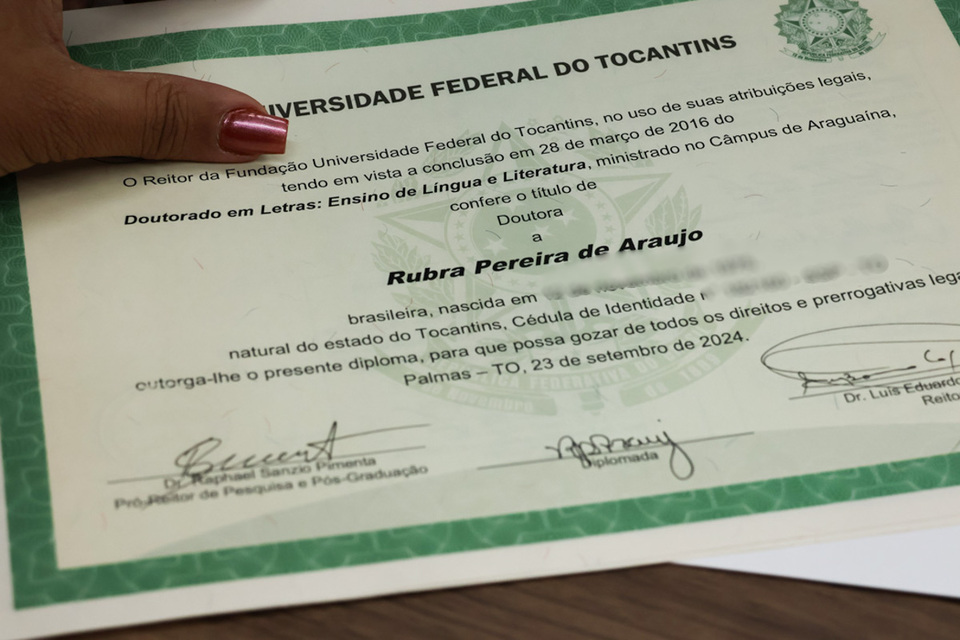 UNIVERSIDADE FEDERAL DO TOCANTINS
O Reitor da Fundação Universidade Federal do Tocantins, no uso de suas atribuições legais,
tendo em vista a conclusão em 28 de março de 2016 do
Doutorado em Letras: Ensino de Língua e Literatura, ministrado no Câmpus de Araguaína,
confere o título de
Doutora
a
Rubra Pereira de Araujo
brasileira, nascida em
natural do estado do Tocantins, Cédula de Identidade
outorga-lhe o presente diploma, para que possa gozar de todos os direitos e prerrogativas lega
Palmas – TO, 23 de setembro de 2024.
Dr. Luis Eduardo
Reito
Dr. Raphael Sanzio Pimenta
Pró-Reitor de Pesquisa e Pós-Graduação
Diplomada